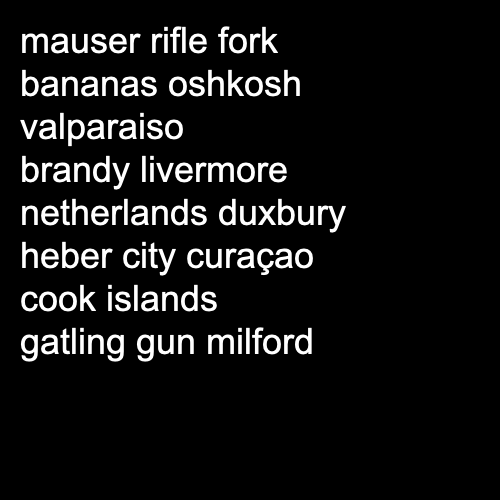 mauser rifle fork
bananas oshkosh
valparaiso
brandy livermore
netherlands duxbury
heber city curaçao
cook islands
gatling gun milford